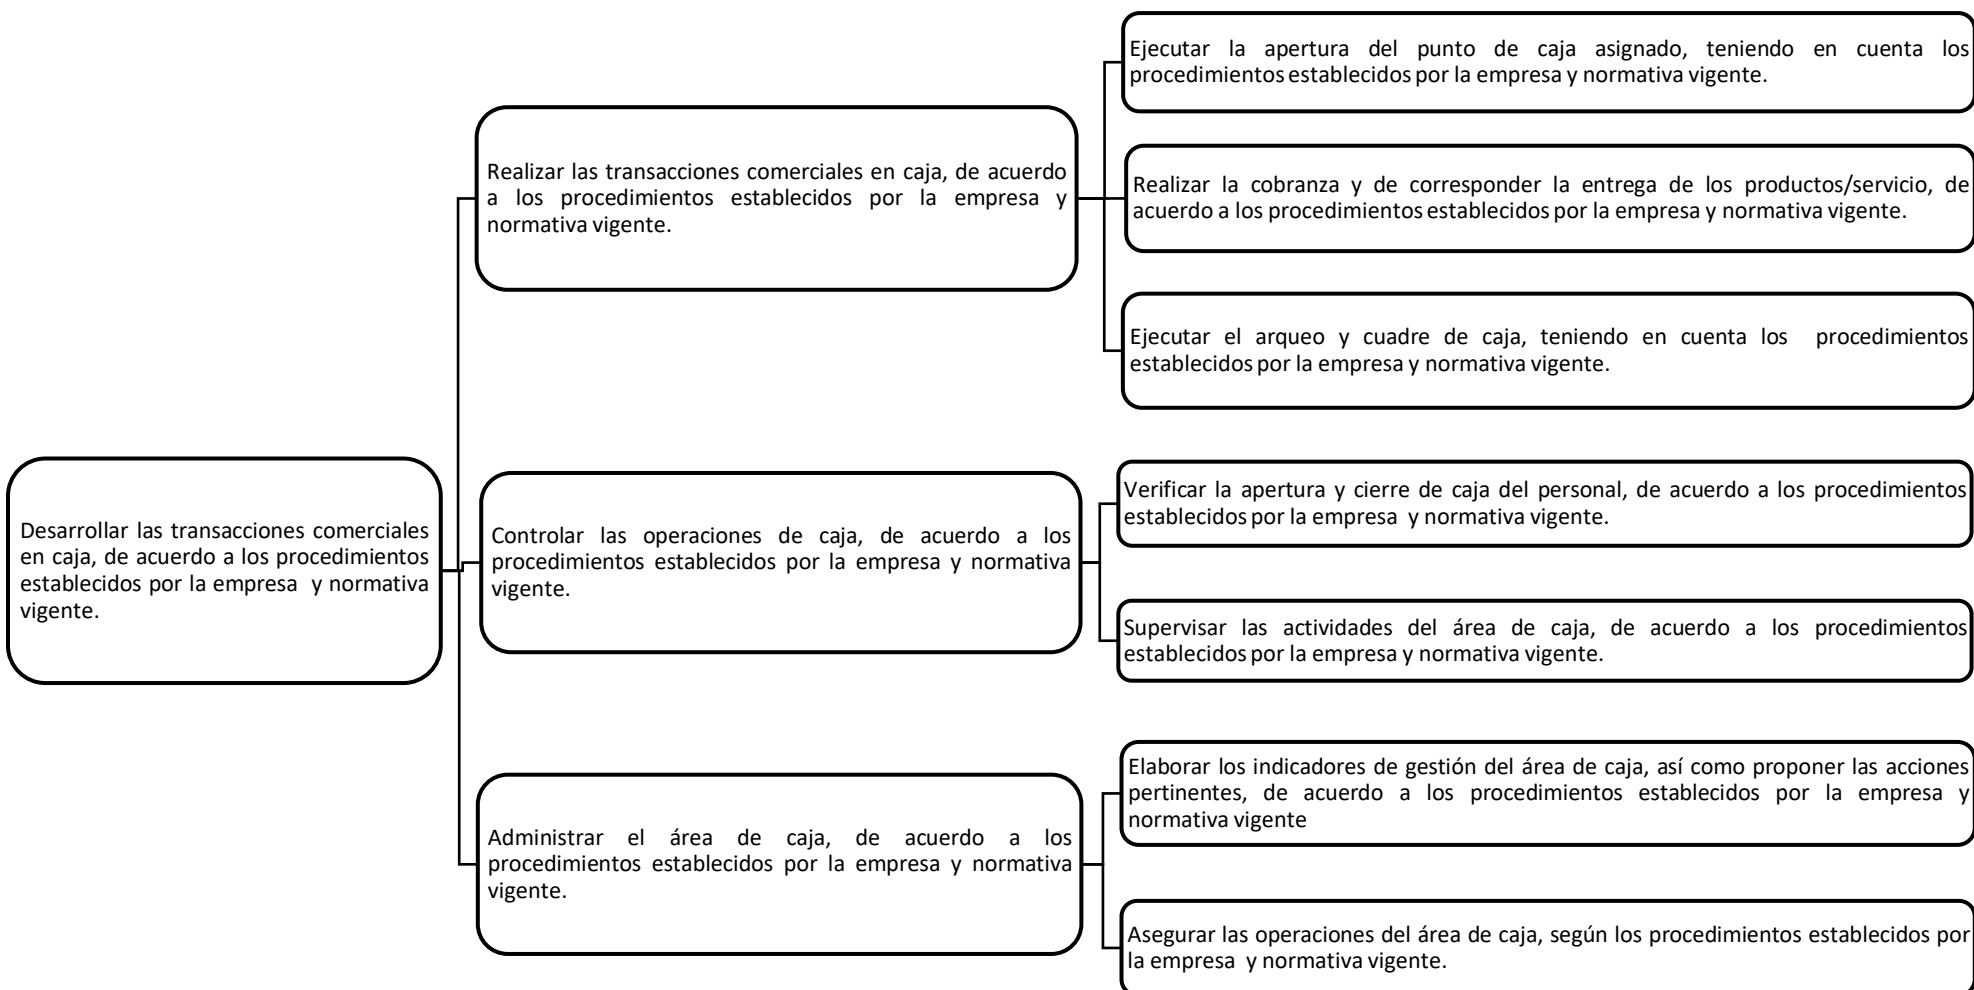 Desarrollar las transacciones comerciales
en caja, de acuerdo a los procedimientos
establecidos por la empresa y normativa
vigente.
Realizar las transacciones comerciales en caja, de acuerdo
a los procedimientos establecidos por la empresa y
normativa vigente.
Ejecutar la apertura del punto de caja asignado, teniendo en cuenta los
procedimientos establecidos por la empresa y normativa vigente.
Realizar la cobranza y de corresponder la entrega de los productos/servicio, de
acuerdo a los procedimientos establecidos por la empresa y normativa vigente.
Ejecutar el arqueo y cuadre de caja, teniendo en cuenta los procedimientos
establecidos por la empresa y normativa vigente.
Controlar las operaciones de caja, de acuerdo a los
procedimientos establecidos por la empresa y normativa
vigente.
Verificar la apertura y cierre de caja del personal, de acuerdo a los procedimientos
establecidos por la empresa y normativa vigente.
Supervisar las actividades del área de caja, de acuerdo a los procedimientos
establecidos por la empresa y normativa vigente.
Administrar el área de caja, de acuerdo a los
procedimientos establecidos por la empresa y normativa
vigente.
Elaborar los indicadores de gestión del área de caja, así como proponer las acciones
pertinentes, de acuerdo a los procedimientos establecidos por la empresa y
normativa vigente
Asegurar las operaciones del área de caja, según los procedimientos establecidos por
la empresa y normativa vigente.